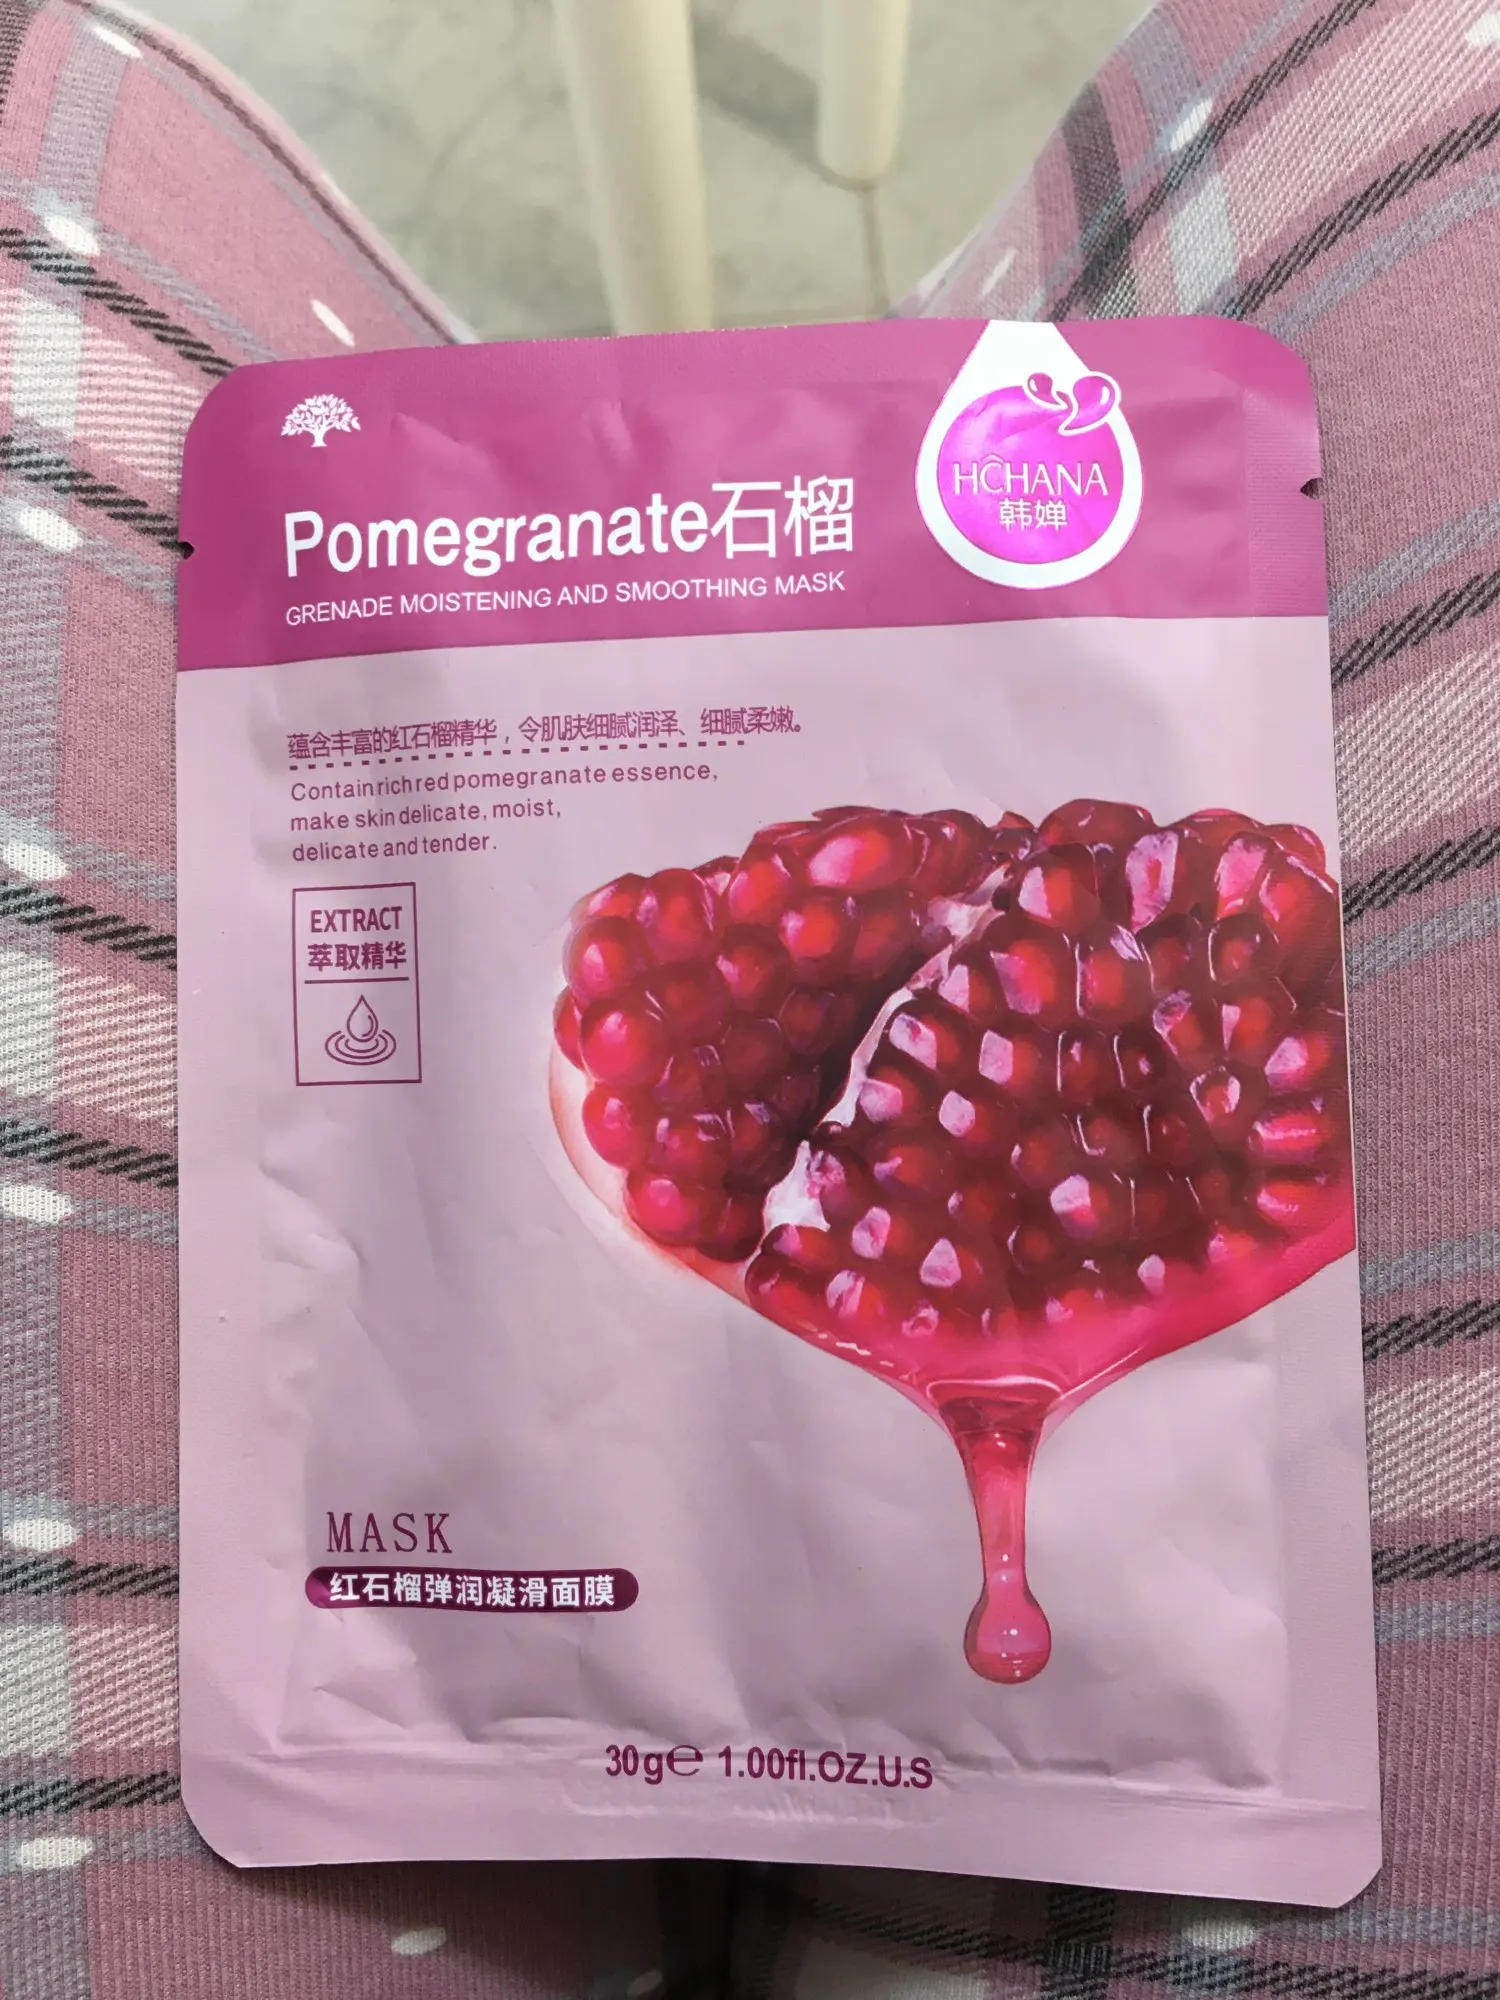 HĈHANA
韩婵
Pomegranate石榴
GRENADE MOISTENING AND SMOOTHING MASK
蕴含丰富的红石榴精华，令肌肤细腻润泽、细腻柔嫩。
Contain rich red pomegranate essence,
make skin delicate, moist,
delicate and tender.
EXTRACT
萃取精华
MASK
红石榴弹润凝滑面膜
30g℮ 1.00fl.OZ.U.S